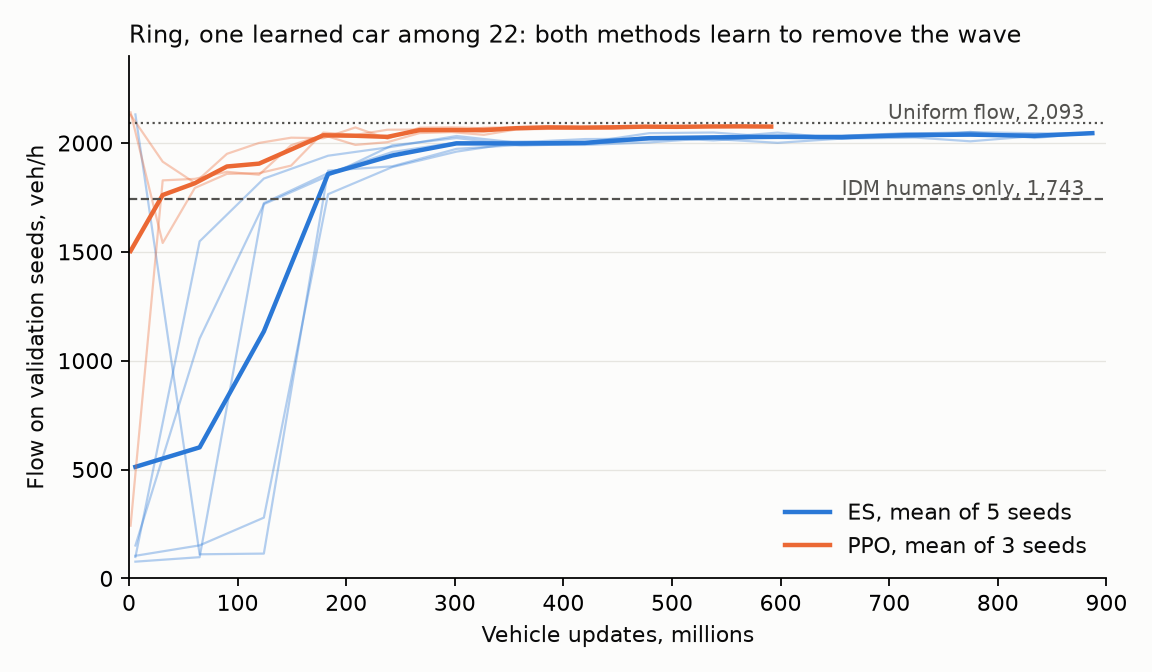 Ring, one learned car among 22: both methods learn to remove the wave
Flow on validation seeds, veh/h
2000
1500
1000
500
0
Uniform flow, 2,093
IDM humans only, 1,743
ES, mean of 5 seeds
PPO, mean of 3 seeds
0 100 200 300 400 500 600 700 800 900
Vehicle updates, millions